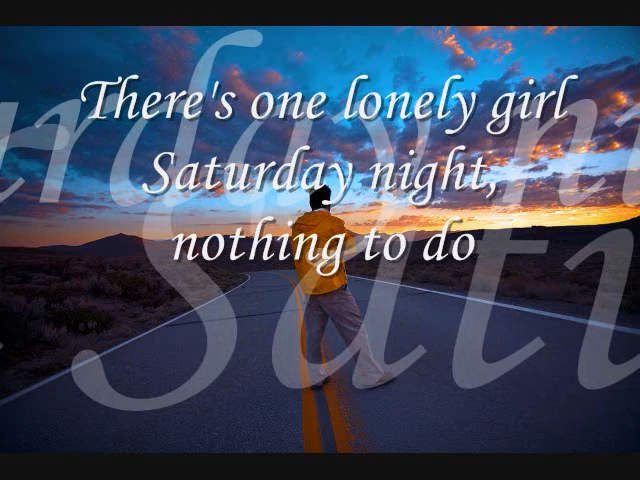 There's one lonely girl
Saturday night,
nothing to do